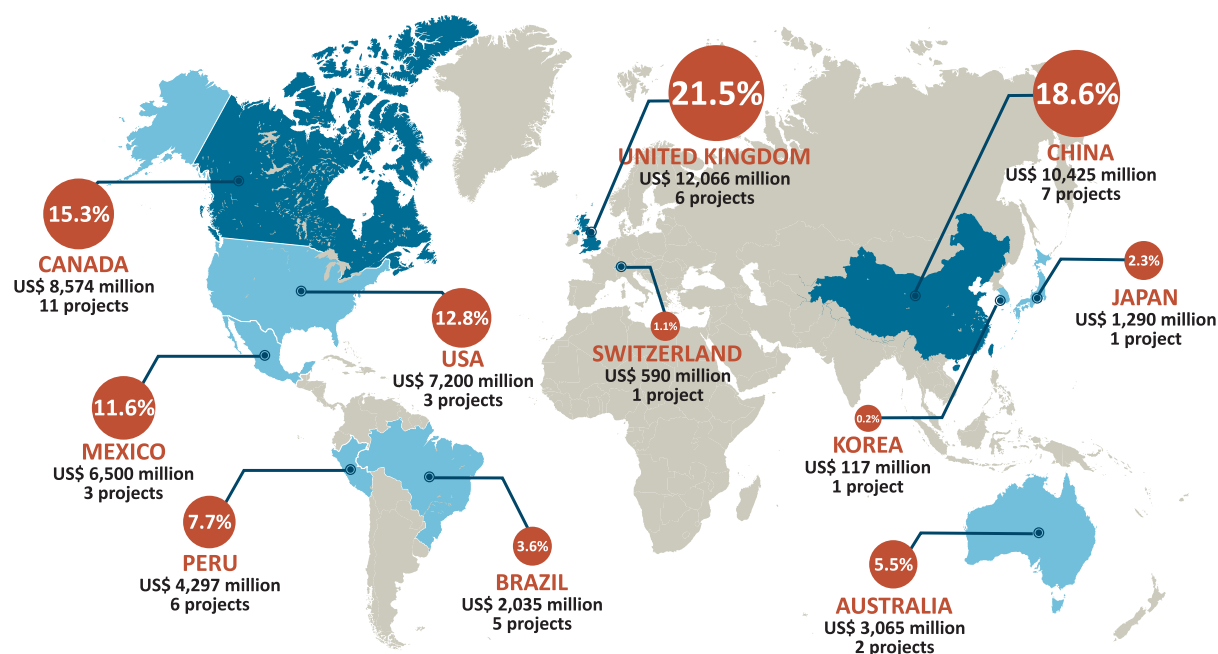 21.5%
UNITED KINGDOM
US$ 12,066 million
6 projects
18.6%
CHINA
US$ 10,425 million
7 projects
15.3%
CANADA
US$ 8,574 million
11 projects
12.8%
USA
US$ 7,200 million
3 projects
1.1%
SWITZERLAND
US$ 590 million
1 project
2.3%
JAPAN
US$ 1,290 million
1 project
11.6%
MEXICO
US$ 6,500 million
3 projects
0.2%
KOREA
US$ 117 million
1 project
7.7%
PERU
US$ 4,297 million
6 projects
3.6%
BRAZIL
US$ 2,035 million
5 projects
5.5%
AUSTRALIA
US$ 3,065 million
2 projects